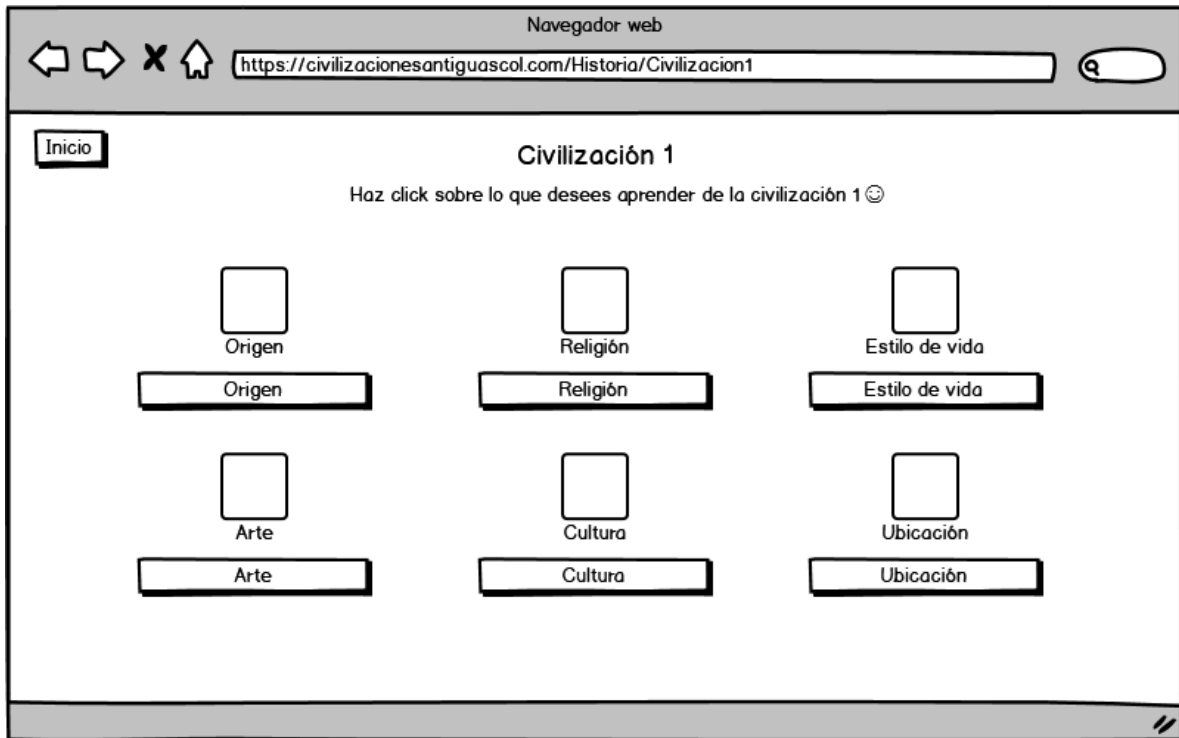 Navegador web
https://civilizacionesantiguascol.com/Historia/Civilizacion1
Inicio
Civilización 1
Haz click sobre lo que desees aprender de la civilización 1☺
Origen
Religión
Estilo de vida
Origen
Religión
Estilo de vida
Arte
Cultura
Ubicación
Arte
Cultura
Ubicación